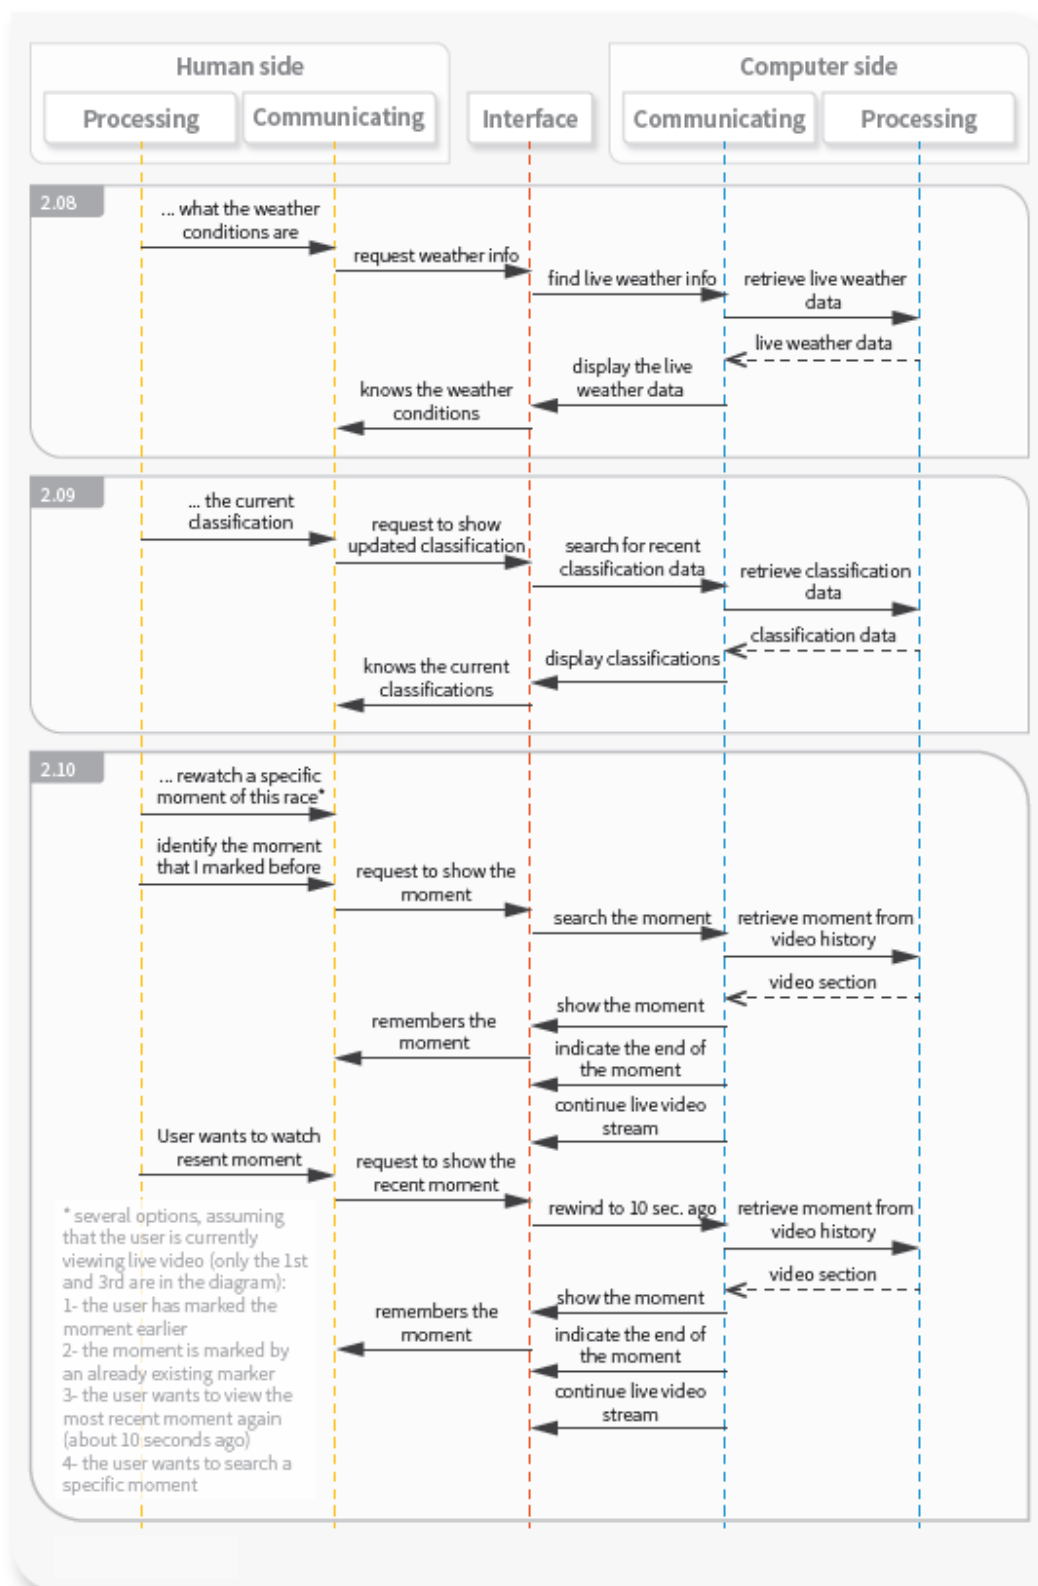 Human side
Computer side
Processing
Communicating
Interface
Communicating
Processing
2.08
... what the weather
conditions are
request weather info
find live weather info
retrieve live weather
data
live weather data
display the live
weather data
knows the weather
conditions
2.09
... the current
classification
request to show
updated classification
search for recent
classification data
retrieve classification
data
classification data
display classifications
knows the current
classifications
2.10
... rewatch a specific
moment of this race*
identify the moment
that I marked before
request to show the
moment
search the moment
retrieve moment from
video history
video section
show the moment
remembers the
moment
indicate the end of
the moment
continue live video
stream
User wants to watch
resent moment
request to show the
recent moment
rewind to 10 sec. ago
retrieve moment from
video history
video section
show the moment
remembers the
moment
indicate the end of
the moment
continue live video
stream
* several options, assuming
that the user is currently
viewing live video (only the 1st
and 3rd are in the diagram):
1- the user has marked the
moment earlier
2- the moment is marked by
an already existing marker
3- the user wants to view the
most recent moment again
(about 10 seconds ago)
4- the user wants to search a
specific moment